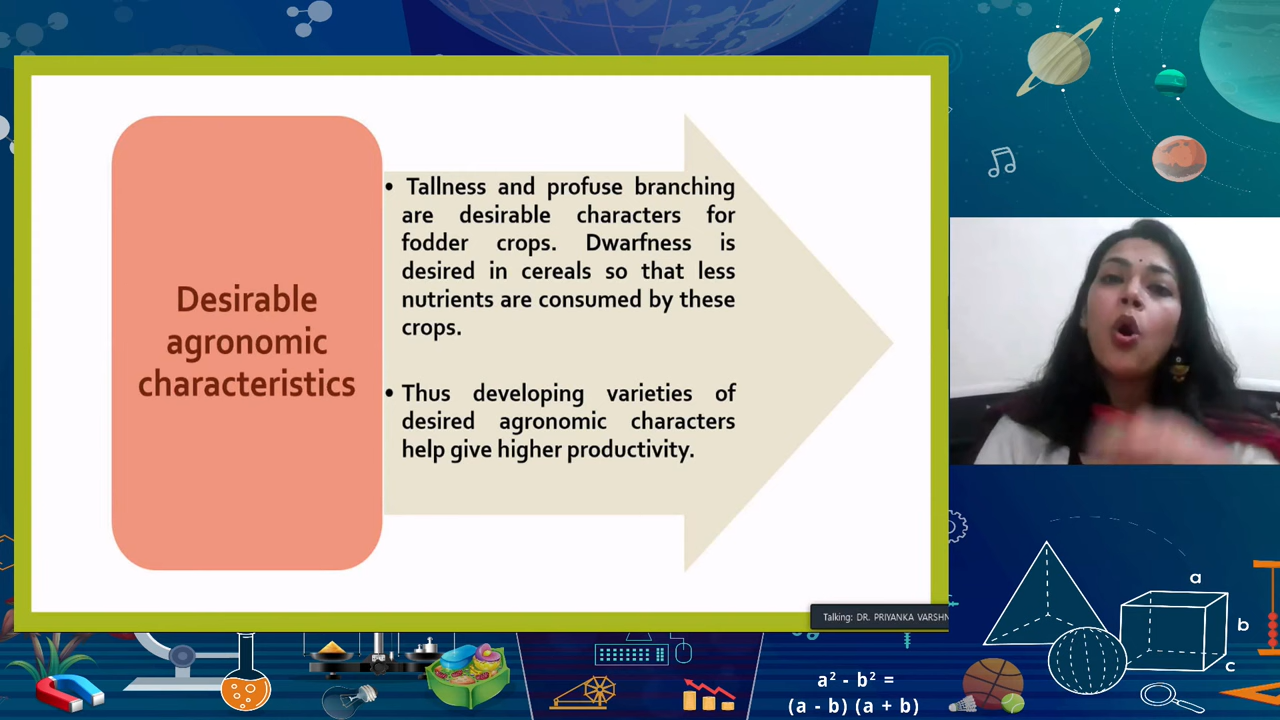 Desirable
agronomic
characteristics
• Tallness and profuse branching
are desirable characters for
fodder crops. Dwarfness is
desired in cereals so that less
nutrients are consumed by these
crops.
• Thus developing varieties of
desired agronomic characters
help give higher productivity.
Talking: DR. PRIYANKA VARSHN
a
b
c
a² - b² =
(a - b) (a + b)